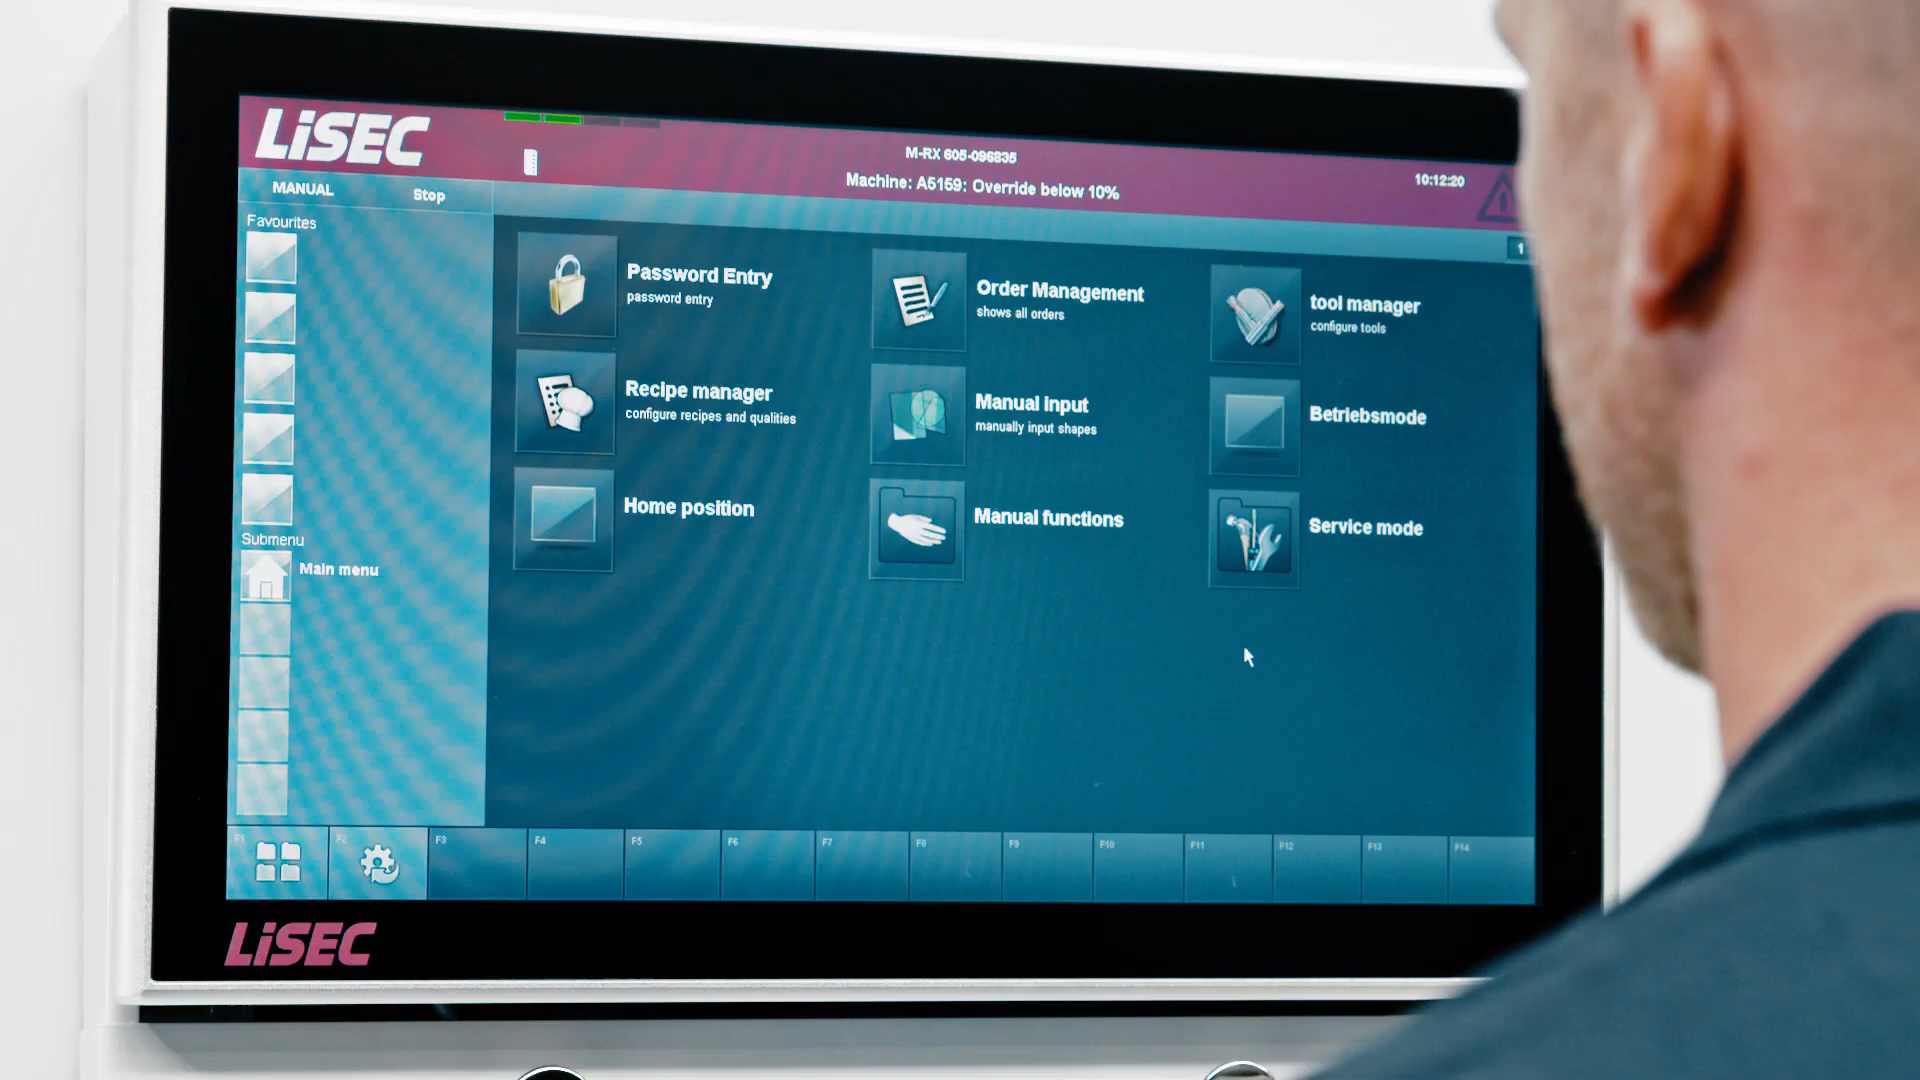 LiSEC
M-RX 605-096835
Machine: A5159: Override below 10%
10:12:20
MANUAL
Stop
1
Favourites
Password Entry
password entry
Order Management
shows all orders
tool manager
configure tools
Recipe manager
configure recipes and qualities
Manual input
manually input shapes
Betriebsmode
Home position
Manual functions
Service mode
Submenu
Main menu
F1
F2
F3
F4
F5
F6
F7
F8
F9
F10
F11
F12
F13
F14
LiSEC